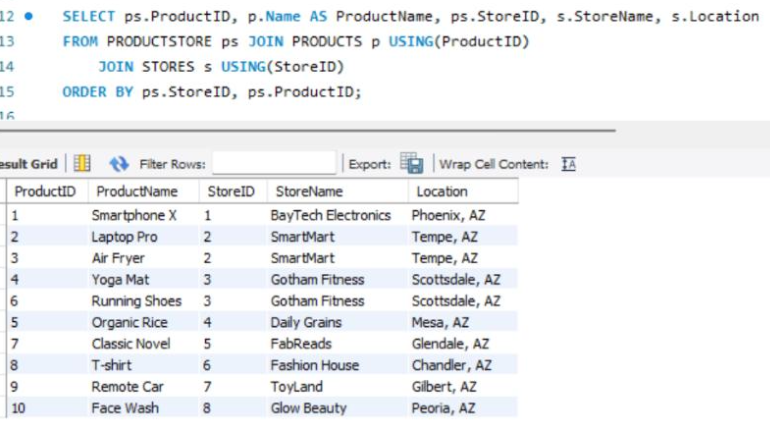 12 SELECT ps.ProductID, p.Name AS ProductName, ps.StoreID, s.StoreName, s.Location
13 FROM PRODUCTSTORE ps JOIN PRODUCTS p USING(ProductID)
14 JOIN STORES s USING(StoreID)
15 ORDER BY ps.StoreID, ps.ProductID;
16
esult Grid Filter Rows: Export: Wrap Cell Content: IA
ProductID ProductName StoreID StoreName Location
1 Smartphone X 1 BayTech Electronics Phoenix, AZ
2 Laptop Pro 2 SmartMart Tempe, AZ
3 Air Fryer 2 SmartMart Tempe, AZ
4 Yoga Mat 3 Gotham Fitness Scottsdale, AZ
6 Running Shoes 3 Gotham Fitness Scottsdale, AZ
5 Organic Rice 4 Daily Grains Mesa, AZ
7 Classic Novel 5 FabReads Glendale, AZ
8 T-shirt 6 Fashion House Chandler, AZ
9 Remote Car 7 ToyLand Gilbert, AZ
10 Face Wash 8 Glow Beauty Peoria, AZ